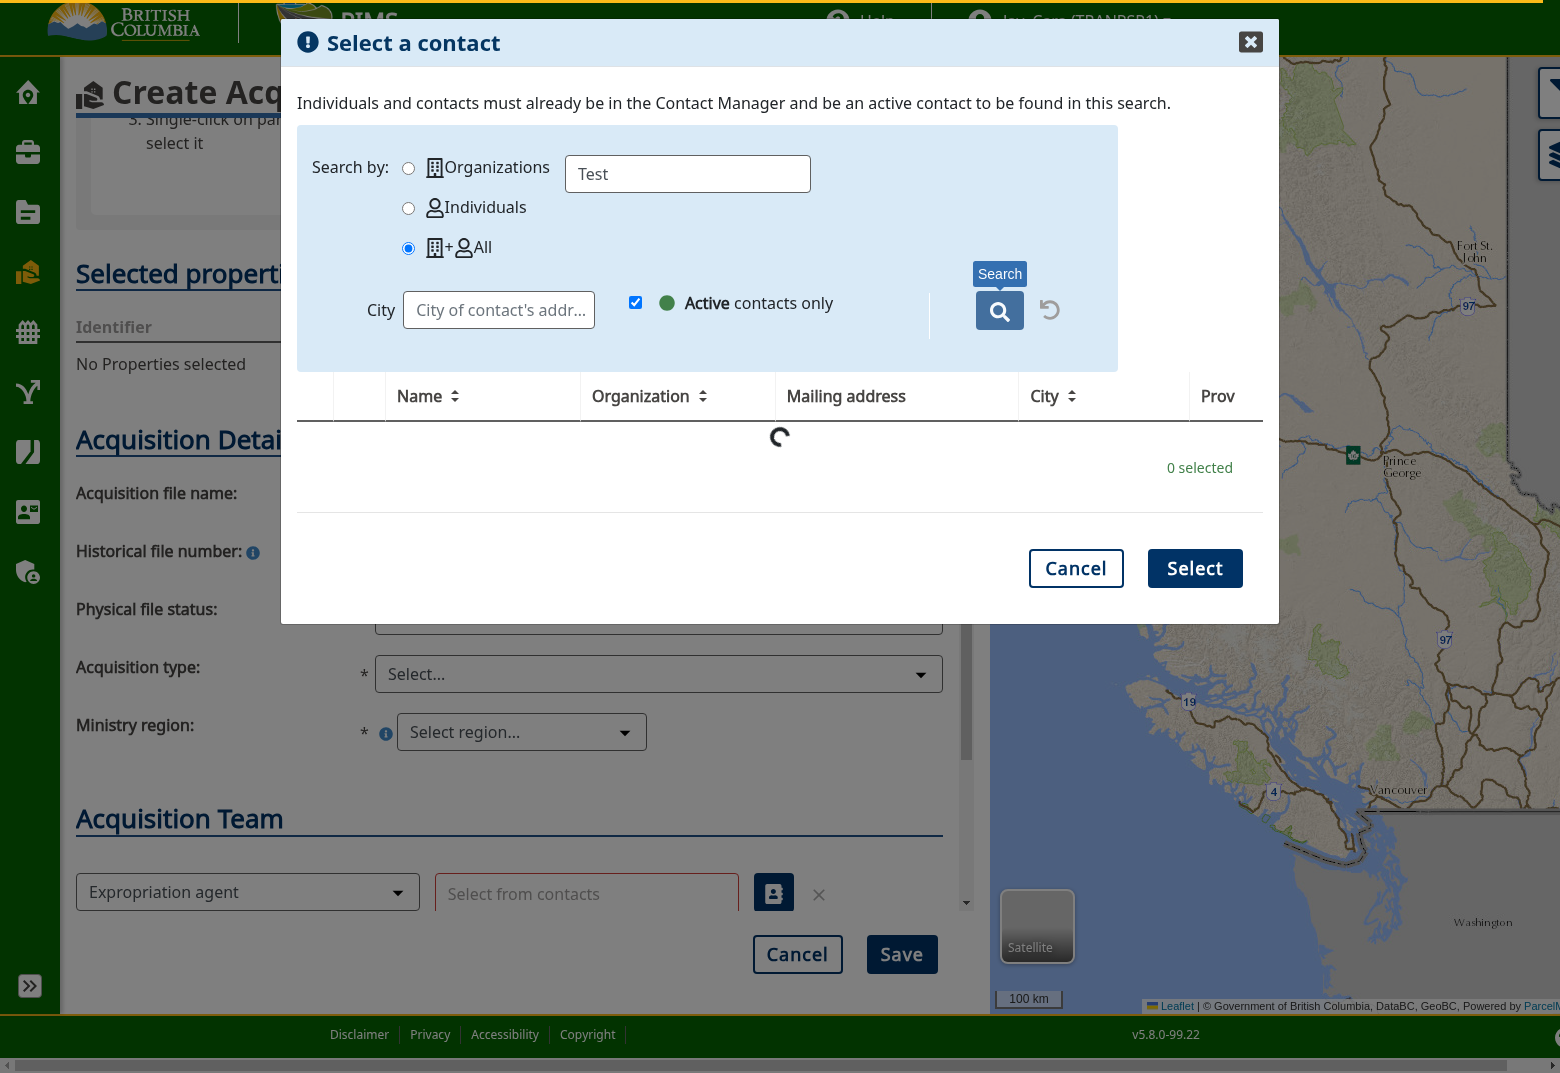 BRITISH
COLUMBIA
PIMS
Help
Select a contact
Individuals and contacts must already be in the Contact Manager and be an active contact to be found in this search.
Search by:
Organizations
Test
Individuals
+
All
Search
City
City of contact's addr...
Active contacts only
Name
Organization
Mailing address
City
Prov
0 selected
Cancel
Select
Create Acq
3. Single-click on par
select it
Selected properti
Identifier
No Properties selected
Acquisition Detai
Acquisition file name:
Historical file number:
Physical file status:
Acquisition type:
*
Select...
Ministry region:
*
Select region...
Acquisition Team
Expropriation agent
Select from contacts
Cancel
Save
Fort St.
John
97
Prince
George
97
19
4
Vancouver
Washington
Satellite
100 km
Leaflet | © Government of British Columbia, DataBC, GeoBC, Powered by ParcelM
Disclaimer
Privacy
Accessibility
Copyright
v5.8.0-99.22